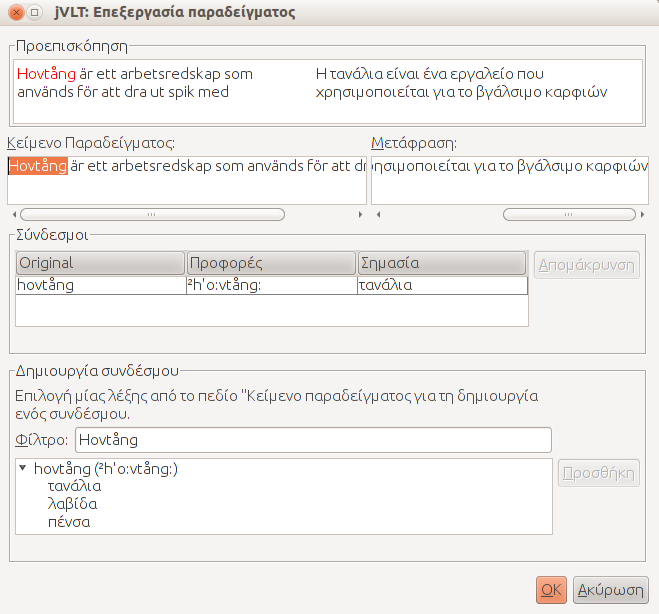 jVLT: Επεξεργασία παραδείγματος
Προεπισκόπηση
Hovtång är ett arbetsredskap som
används för att dra ut spik med
Η τανάλια είναι ένα εργαλείο που
χρησιμοποιείται για το βγάλσιμο καρφιών
Κείμενο Παραδείγματος:
Μετάφραση:
Hovtång är ett arbetsredskap som används för att dr
ρησιμοποιείται για το βγάλσιμο καρφιών
Σύνδεσμοι
Original Προφορές Σημασία
hovtång ²h'o:vtång: τανάλια
Απομάκρυνση
Δημιουργία συνδέσμου
Επιλογή μίας λέξης από το πεδίο "Κείμενο παραδείγματος για τη δημιουργία
ενός συνδέσμου.
Φίλτρο: Hovtång
hovtång (²h'o:vtång:)
τανάλια
λαβίδα
πένσα
Προσθήκη
OK Ακύρωση